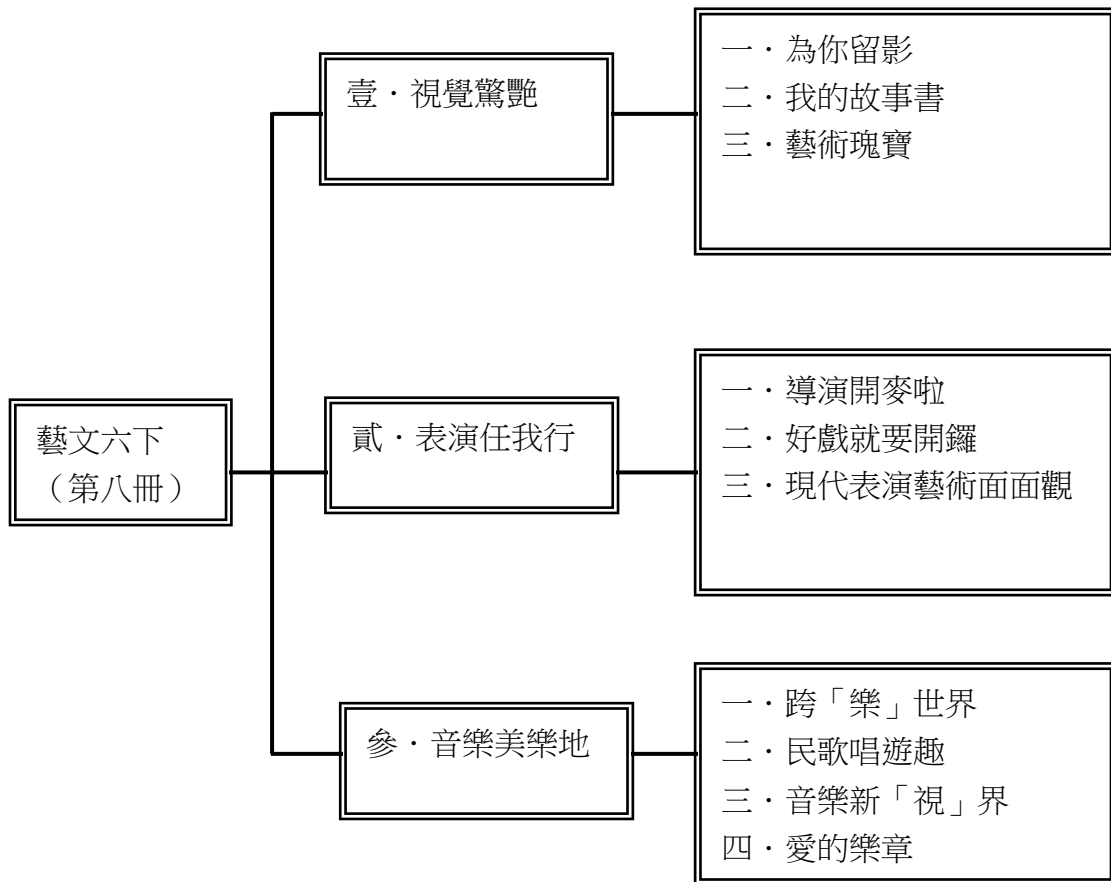 藝文六下
（第八冊）
壹．視覺驚艷
一．為你留影
二．我的故事書
三．藝術瑰寶
貳．表演任我行
一．導演開麥啦
二．好戲就要開鑼
三．現代表演藝術面面觀
參．音樂美樂地
一．跨「樂」世界
二．民歌唱遊趣
三．音樂新「視」界
四．愛的樂章